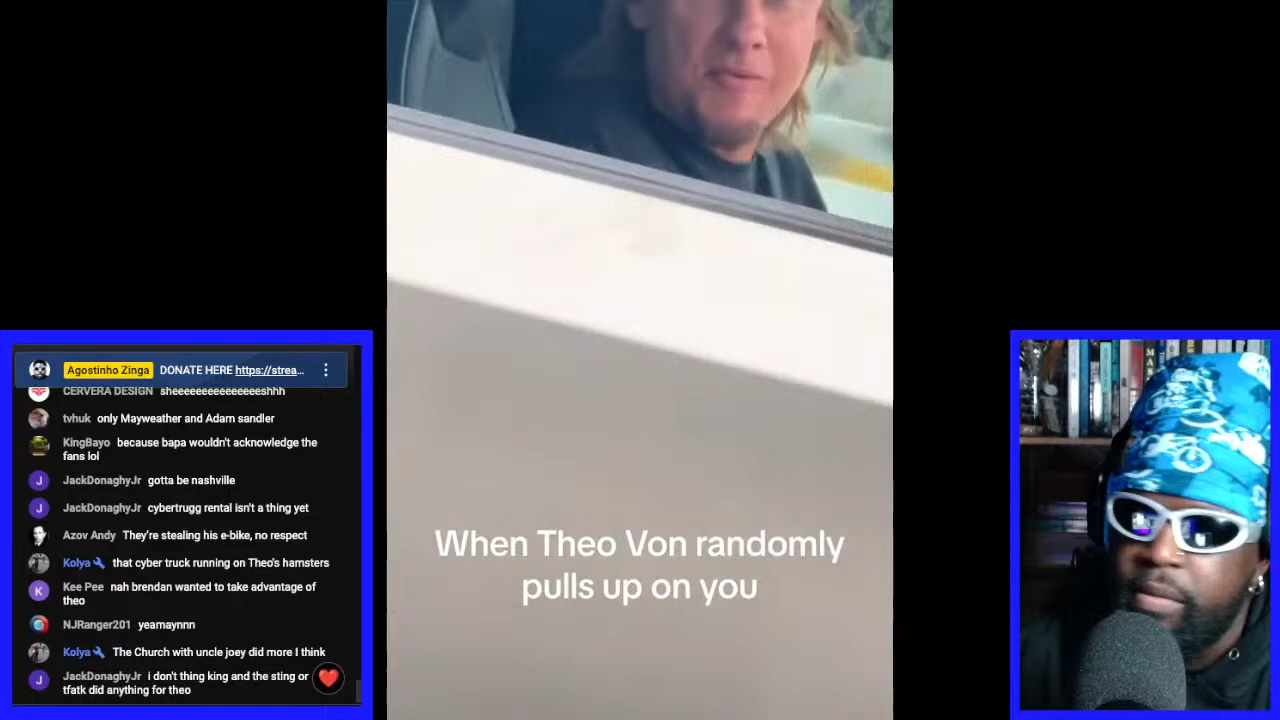 Agostinho Zinga DONATE HERE https://strea...
CERVERA DESIGN sheeeeeeeeeeeeeeshhh
tvhuk only Mayweather and Adam sandler
KingBayo because bapa wouldn't acknowledge the
fans lol
JackDonaghyJr gotta be nashville
JackDonaghyJr cybertrugg rental isn't a thing yet
Azov Andy They're stealing his e-bike, no respect
Kolya that cyber truck running on Theo's hamsters
Kee Pee nah brendan wanted to take advantage of
theo
NJRanger201 yeamaynnn
Kolya The Church with uncle joey did more I think
JackDonaghyJr i don't thing king and the sting or
tfatk did anything for theo
When Theo Von randomly
pulls up on you